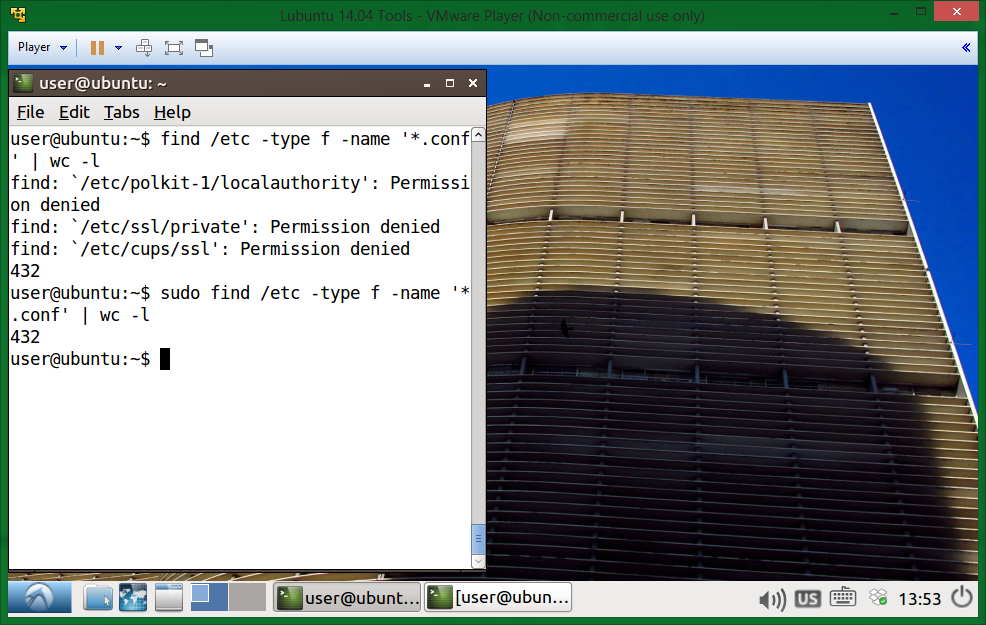 Lubuntu 14.04 Tools - VMware Player (Non-commercial use only)
Player
user@ubuntu: ~
File Edit Tabs Help
user@ubuntu:~$ find /etc -type f -name '*.conf
' | wc -l
find: `/etc/polkit-1/localauthority': Permissi
on denied
find: `/etc/ssl/private': Permission denied
find: `/etc/cups/ssl': Permission denied
432
user@ubuntu:~$ sudo find /etc -type f -name '*
.conf' | wc -l
432
user@ubuntu:~$
user@ubunt... [user@ubun... US 13:53